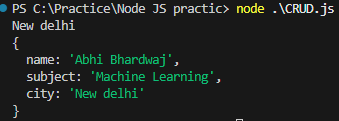 PS C:\Practice\Node JS practic> node .\CRUD.js
New delhi
{
  name: 'Abhi Bhardwaj',
  subject: 'Machine Learning',
  city: 'New delhi'
}